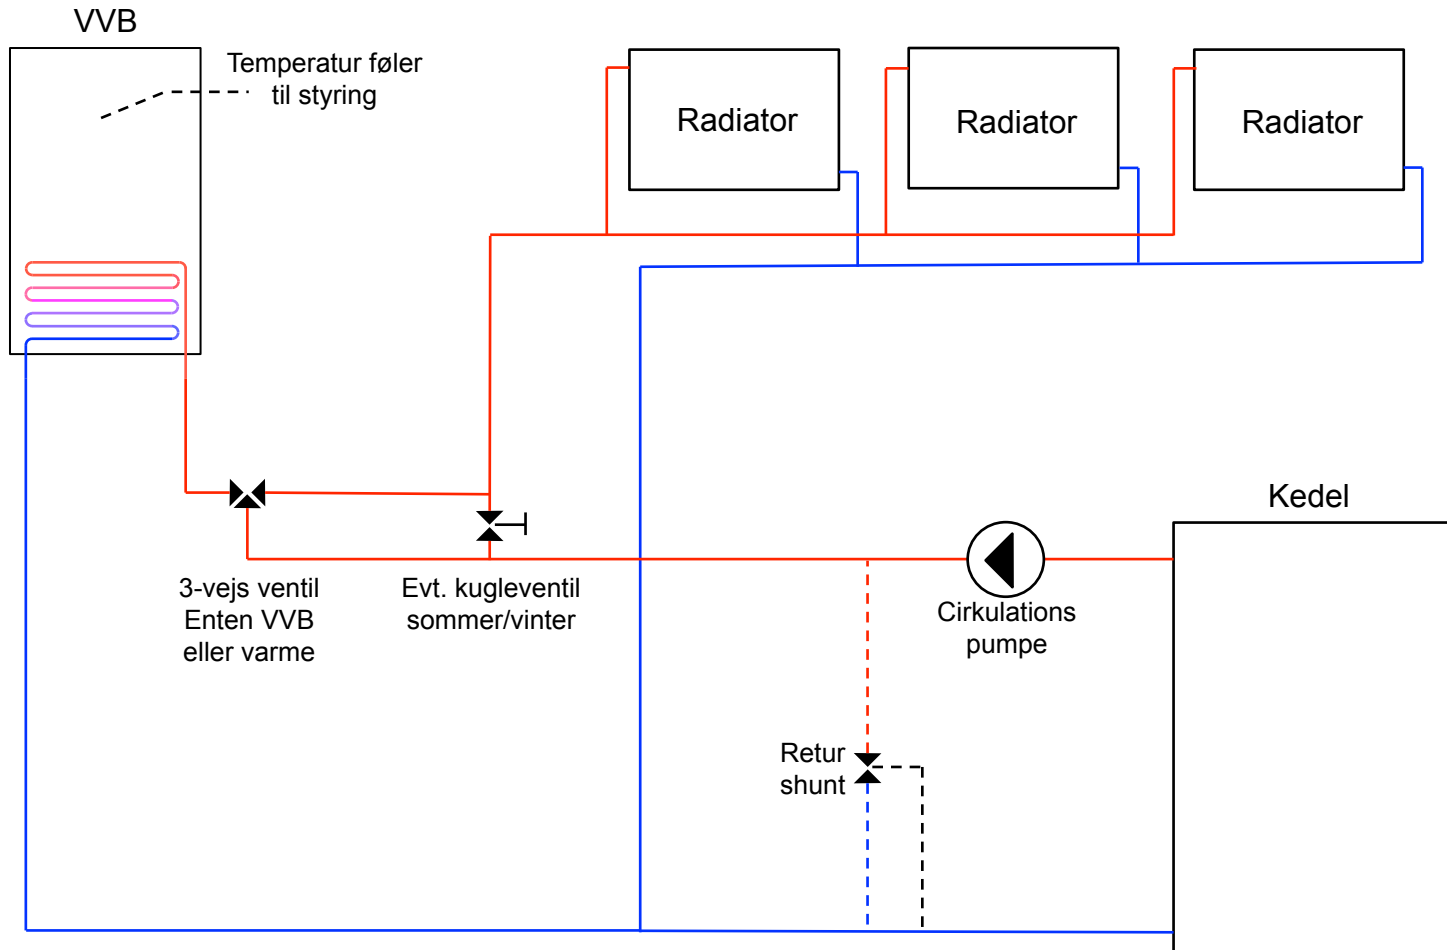 VVB
Temperatur føler
til styring
Radiator
Radiator
Radiator
Kedel
3-vejs ventil
Enten VVB
eller varme
Evt. kugleventil
sommer/vinter
Cirkulations
pumpe
Retur
shunt